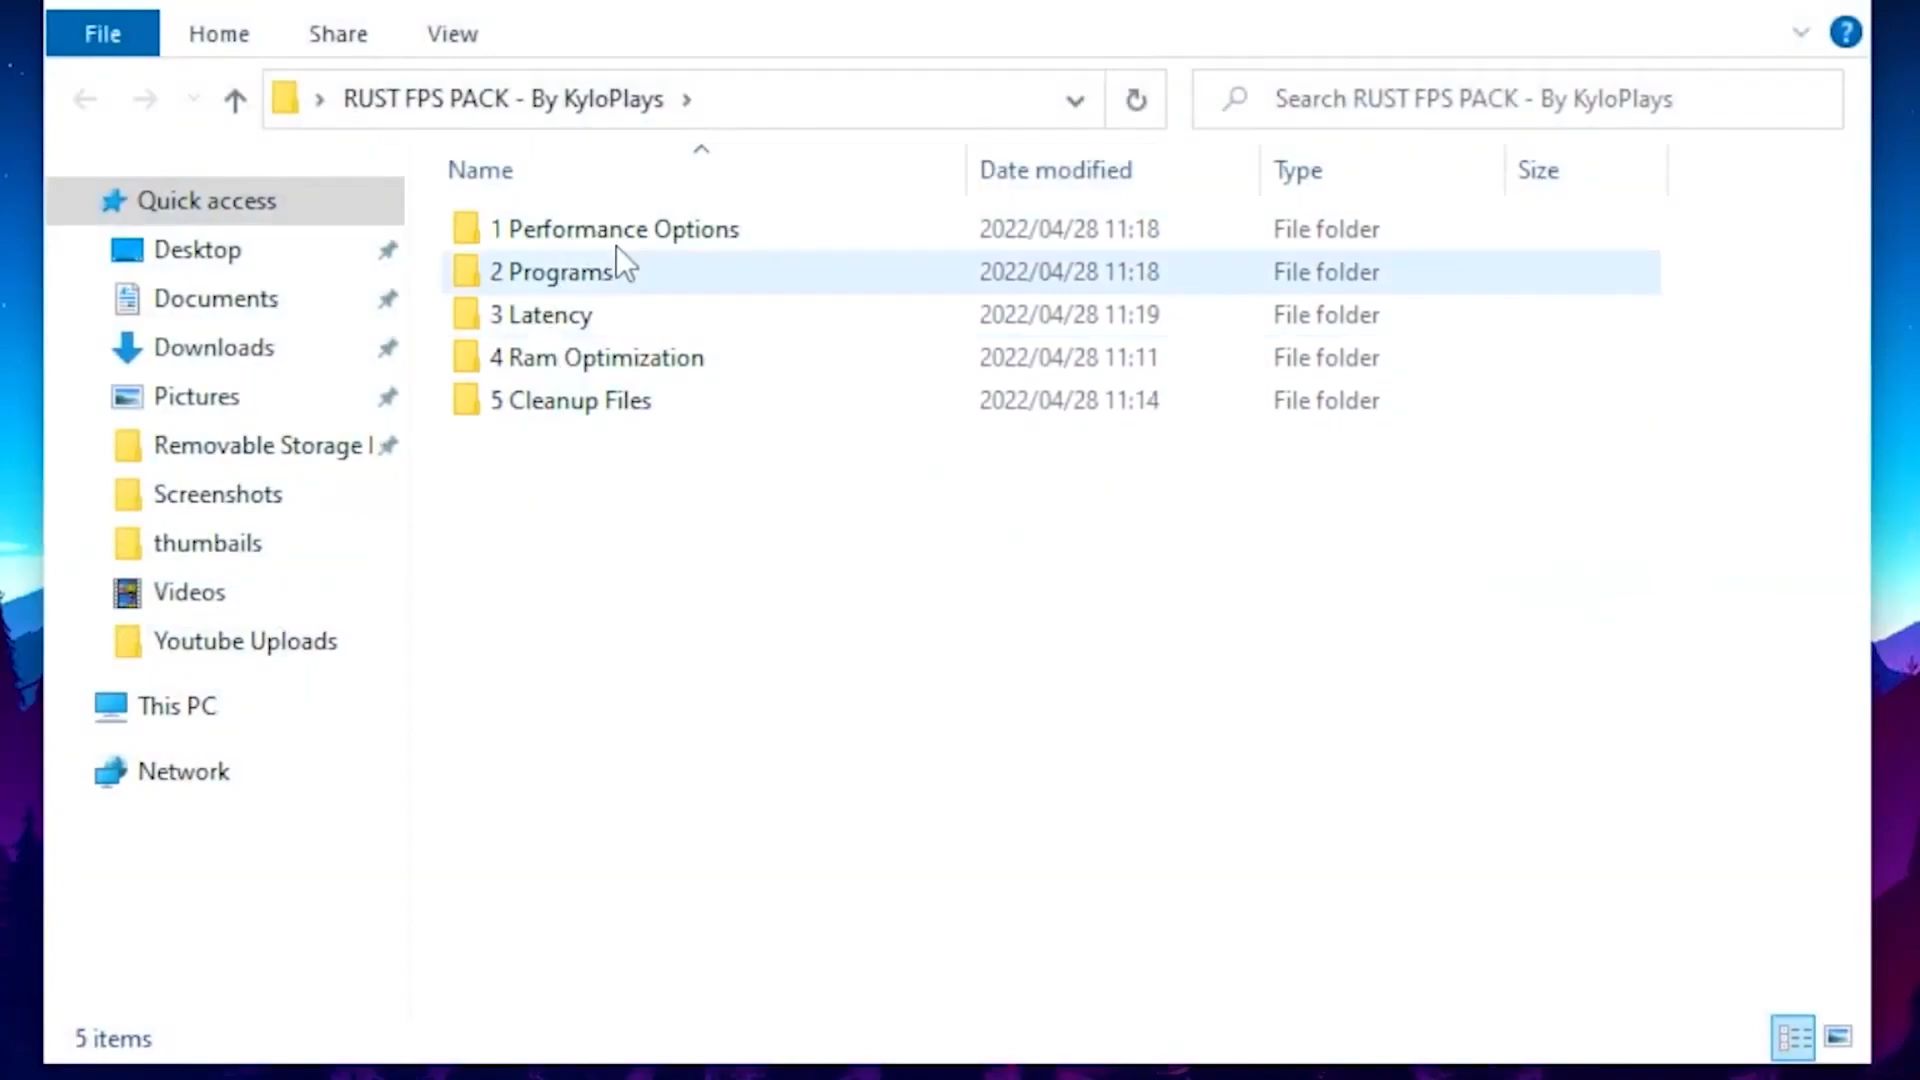 File Home Share View ?
RUST FPS PACK - By KyloPlays Search RUST FPS PACK - By KyloPlays
Name Date modified Type Size
Quick access
Desktop
Documents
Downloads
Pictures
Removable Storage
Screenshots
thumbails
Videos
Youtube Uploads
This PC
Network
1 Performance Options 2022/04/28 11:18 File folder
2 Programs 2022/04/28 11:18 File folder
3 Latency 2022/04/28 11:19 File folder
4 Ram Optimization 2022/04/28 11:11 File folder
5 Cleanup Files 2022/04/28 11:14 File folder
5 items